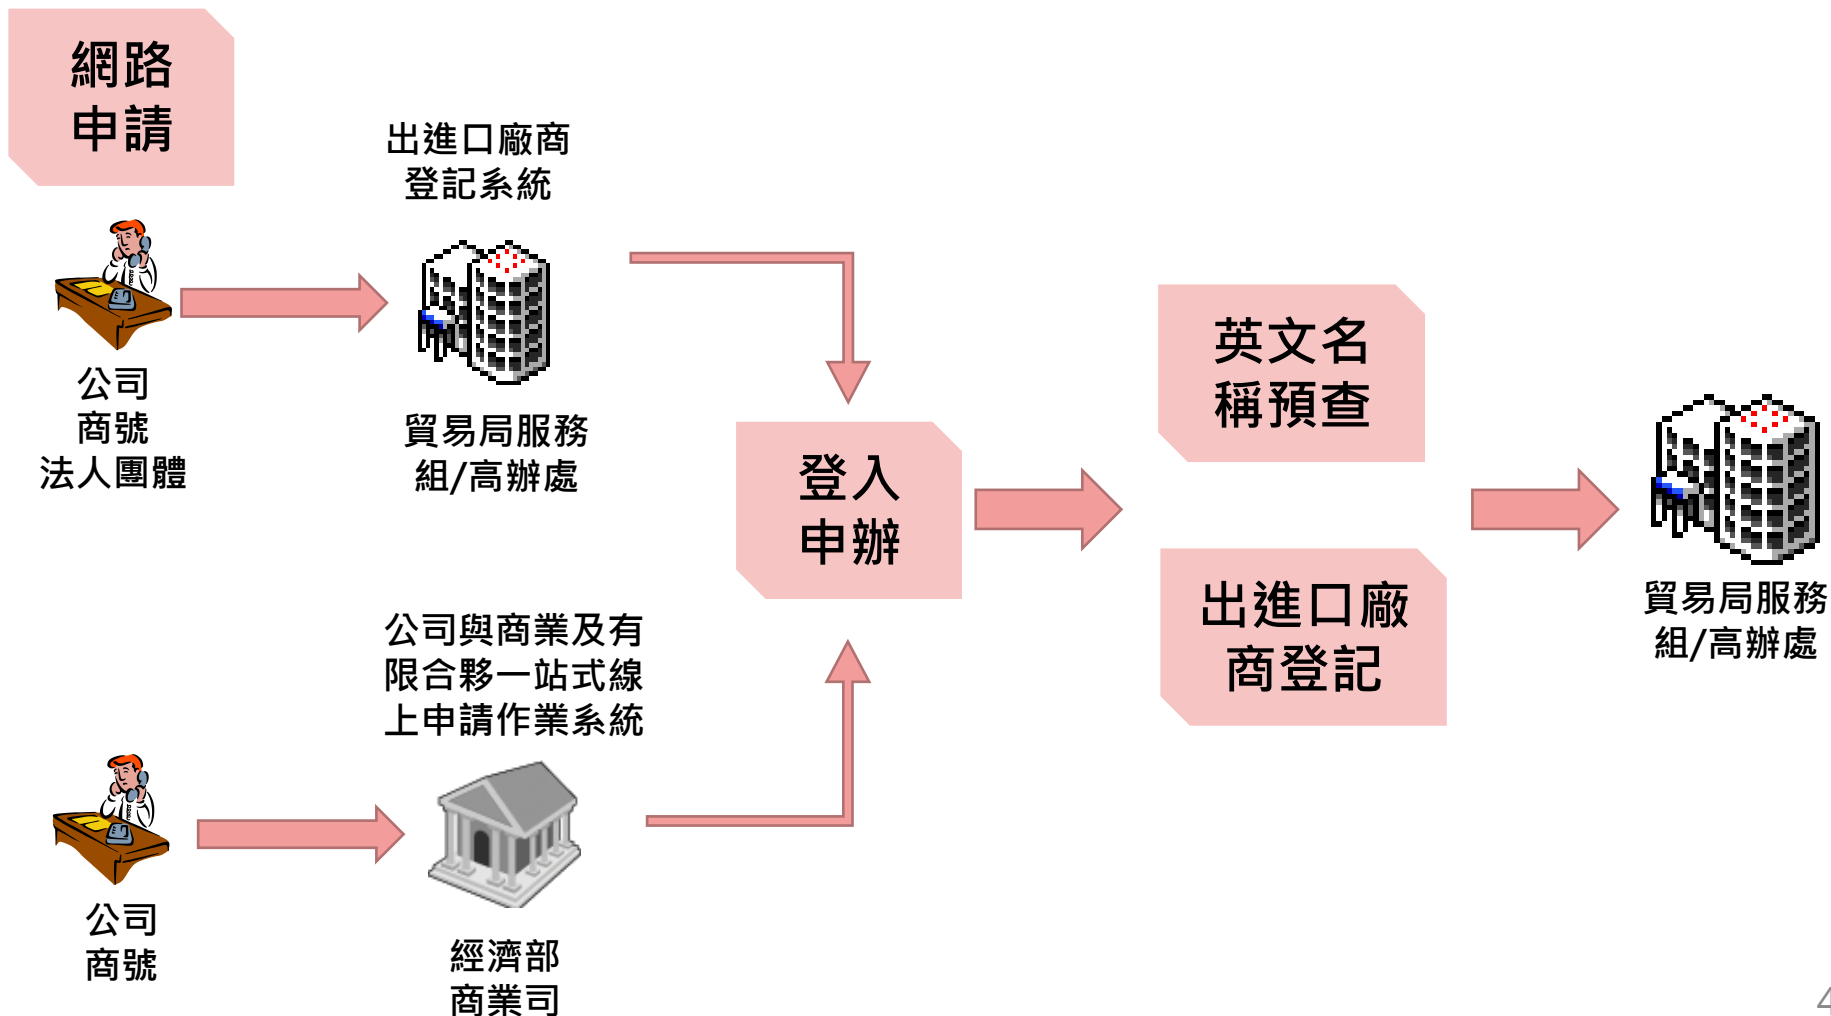 網路
申請
出進口廠商
登記系統
公司
商號
法人團體
貿易局服務
組/高辦處
登入
申辦
英文名
稱預查
出進口廠
商登記
貿易局服務
組/高辦處
公司與商業及有
限合夥一站式線
上申請作業系統
公司
商號
經濟部
商業司
4